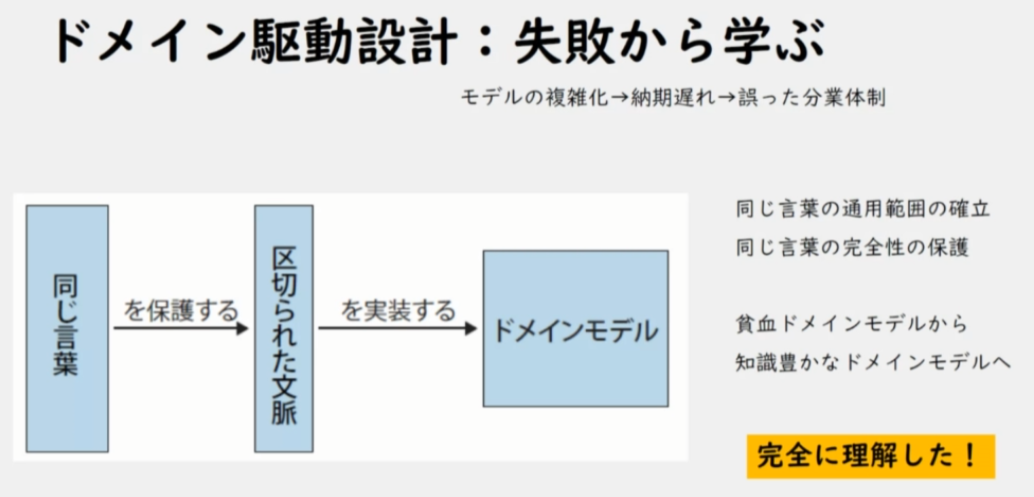 ドメイン駆動設計：失敗から学ぶ
モデルの複雑化→納期遅れ→誤った分業体制
同じ言葉
を保護する
区切られた文脈
を実装する
ドメインモデル
同じ言葉の通用範囲の確立
同じ言葉の完全性の保護
貧血ドメインモデルから
知識豊かなドメインモデルへ
完全に理解した！